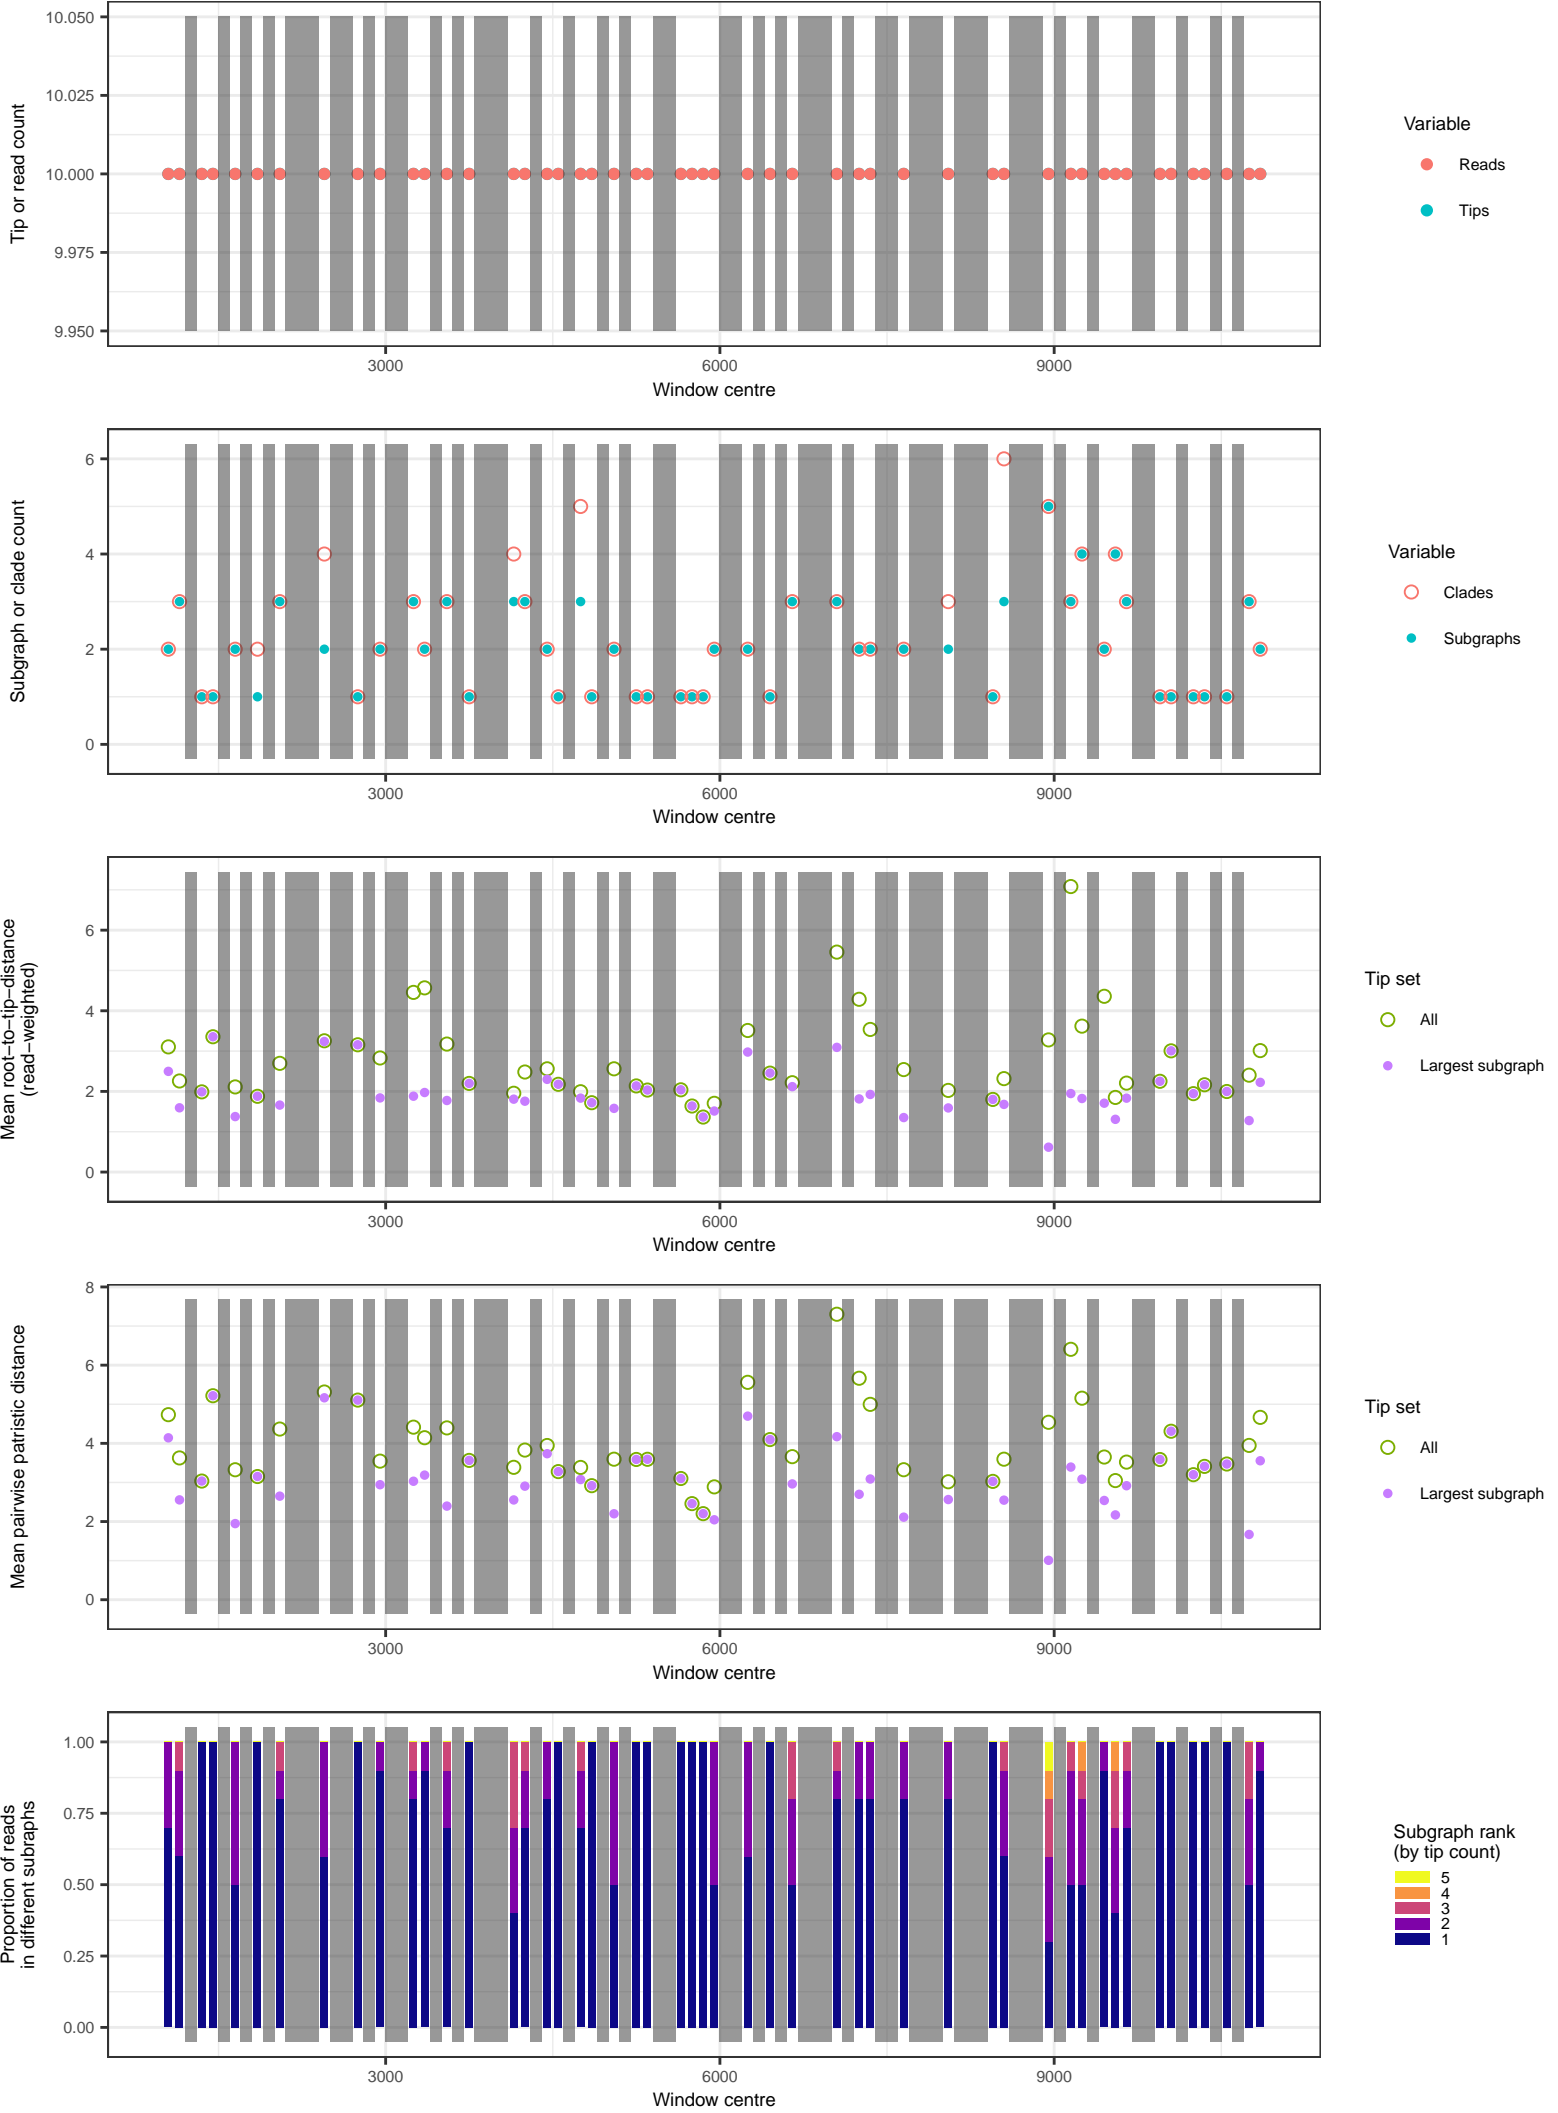 10.050
10.025
10.000
9.975
9.950
Tip or read count
3000 6000 9000
Window centre
Variable
Reads
Tips
6
4
2
0
Subgraph or clade count
3000 6000 9000
Window centre
Variable
Clades
Subgraphs
6
4
2
0
Mean root−to−tip−distance
(read−weighted)
3000 6000 9000
Window centre
Tip set
All
Largest subgraph
8
6
4
2
0
Mean pairwise patristic distance
3000 6000 9000
Window centre
Tip set
All
Largest subgraph
1.00
0.75
0.50
0.25
0.00
Proportion of reads
in different subraphs
3000 6000 9000
Window centre
Subgraph rank
(by tip count)
5
4
3
2
1